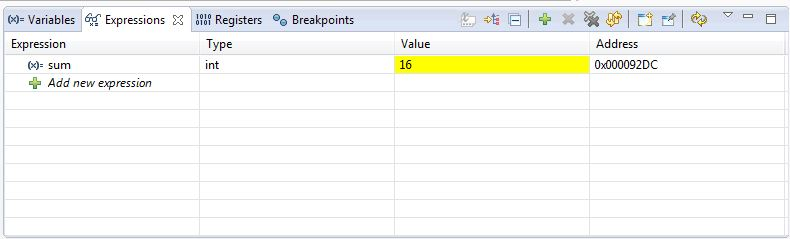 (x)= Variables Expressions Registers Breakpoints
Expression Type Value Address
(x)= sum int 16 0x000092DC
Add new expression